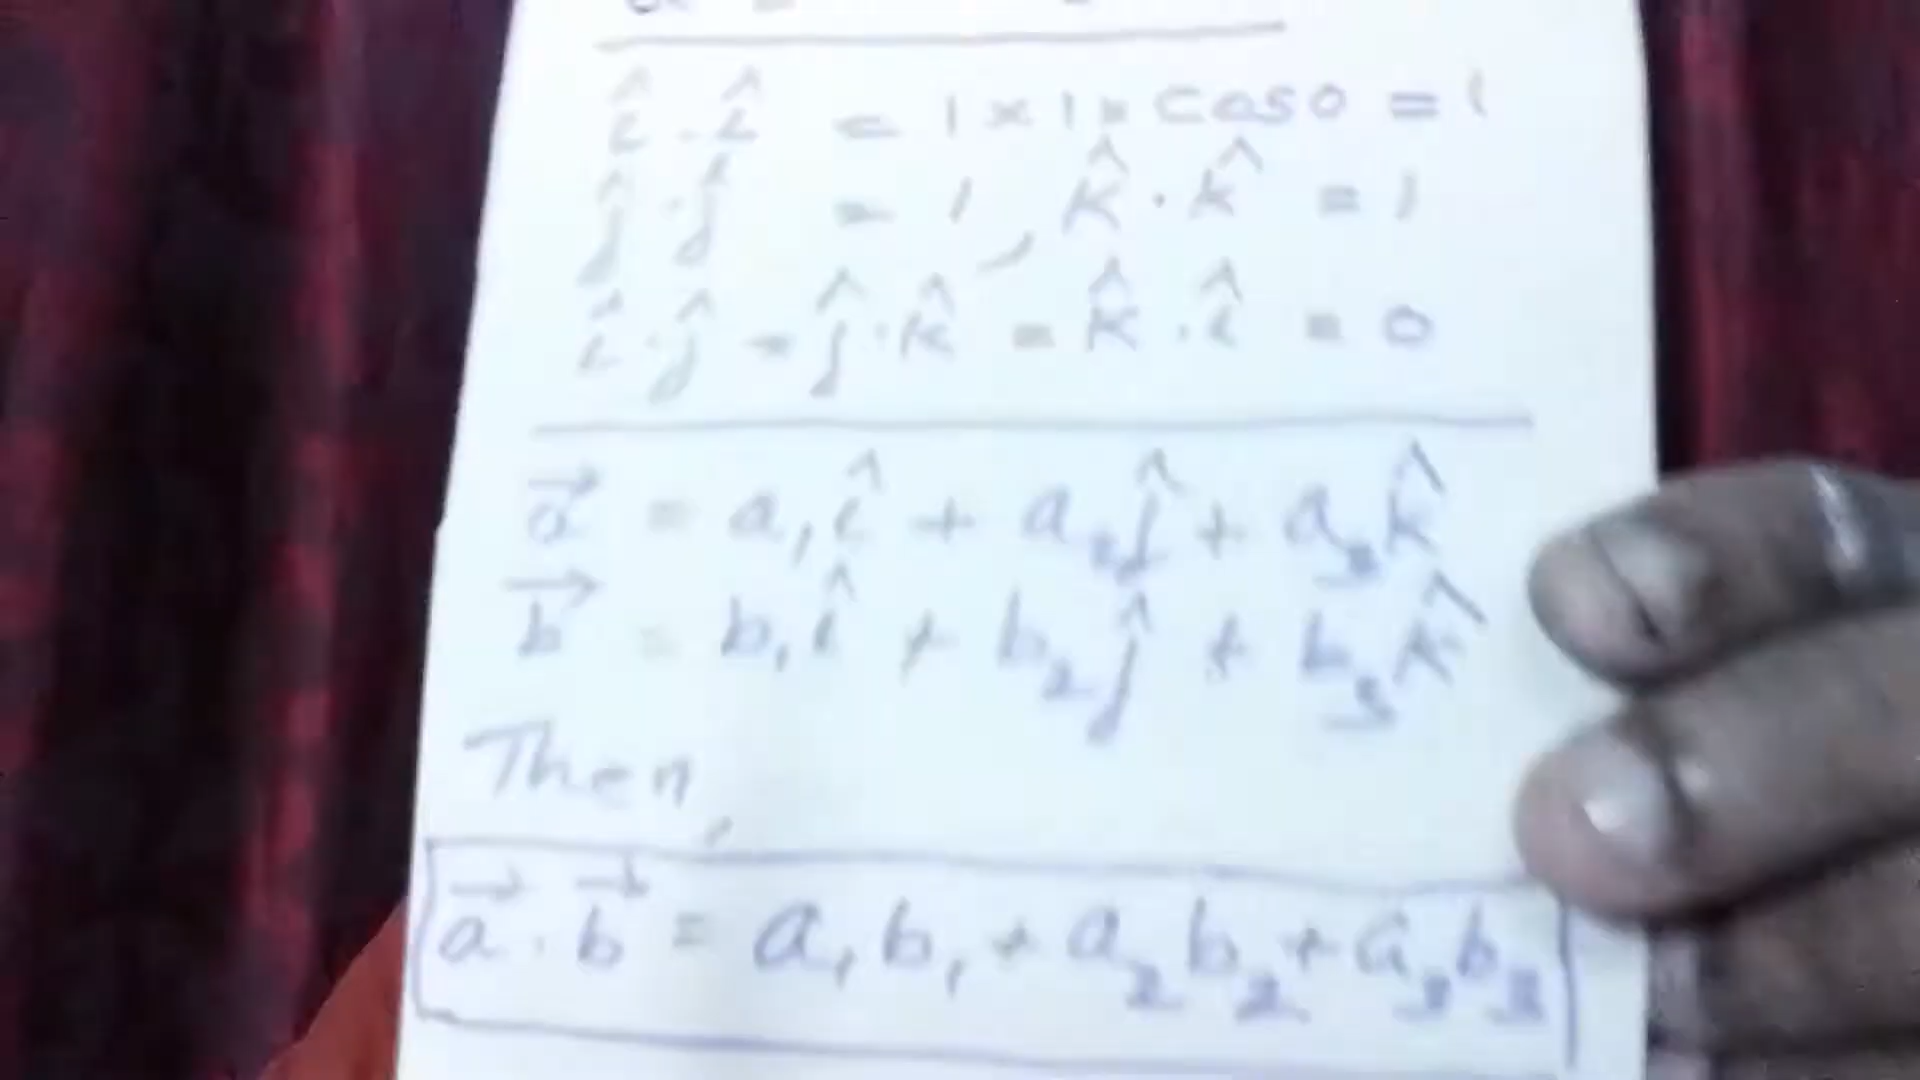 î . î = 1 × 1 × cos 0 = 1
ĵ . ĵ = 1 , k̂ . k̂ = 1
î . ĵ = ĵ . k̂ = k̂ . î = 0
a⃗ = a₁î + a₂ĵ + a₃k̂
b⃗ = b₁î + b₂ĵ + b₃k̂
Then,
a⃗ . b⃗ = a₁b₁ + a₂b₂ + a₃b₃